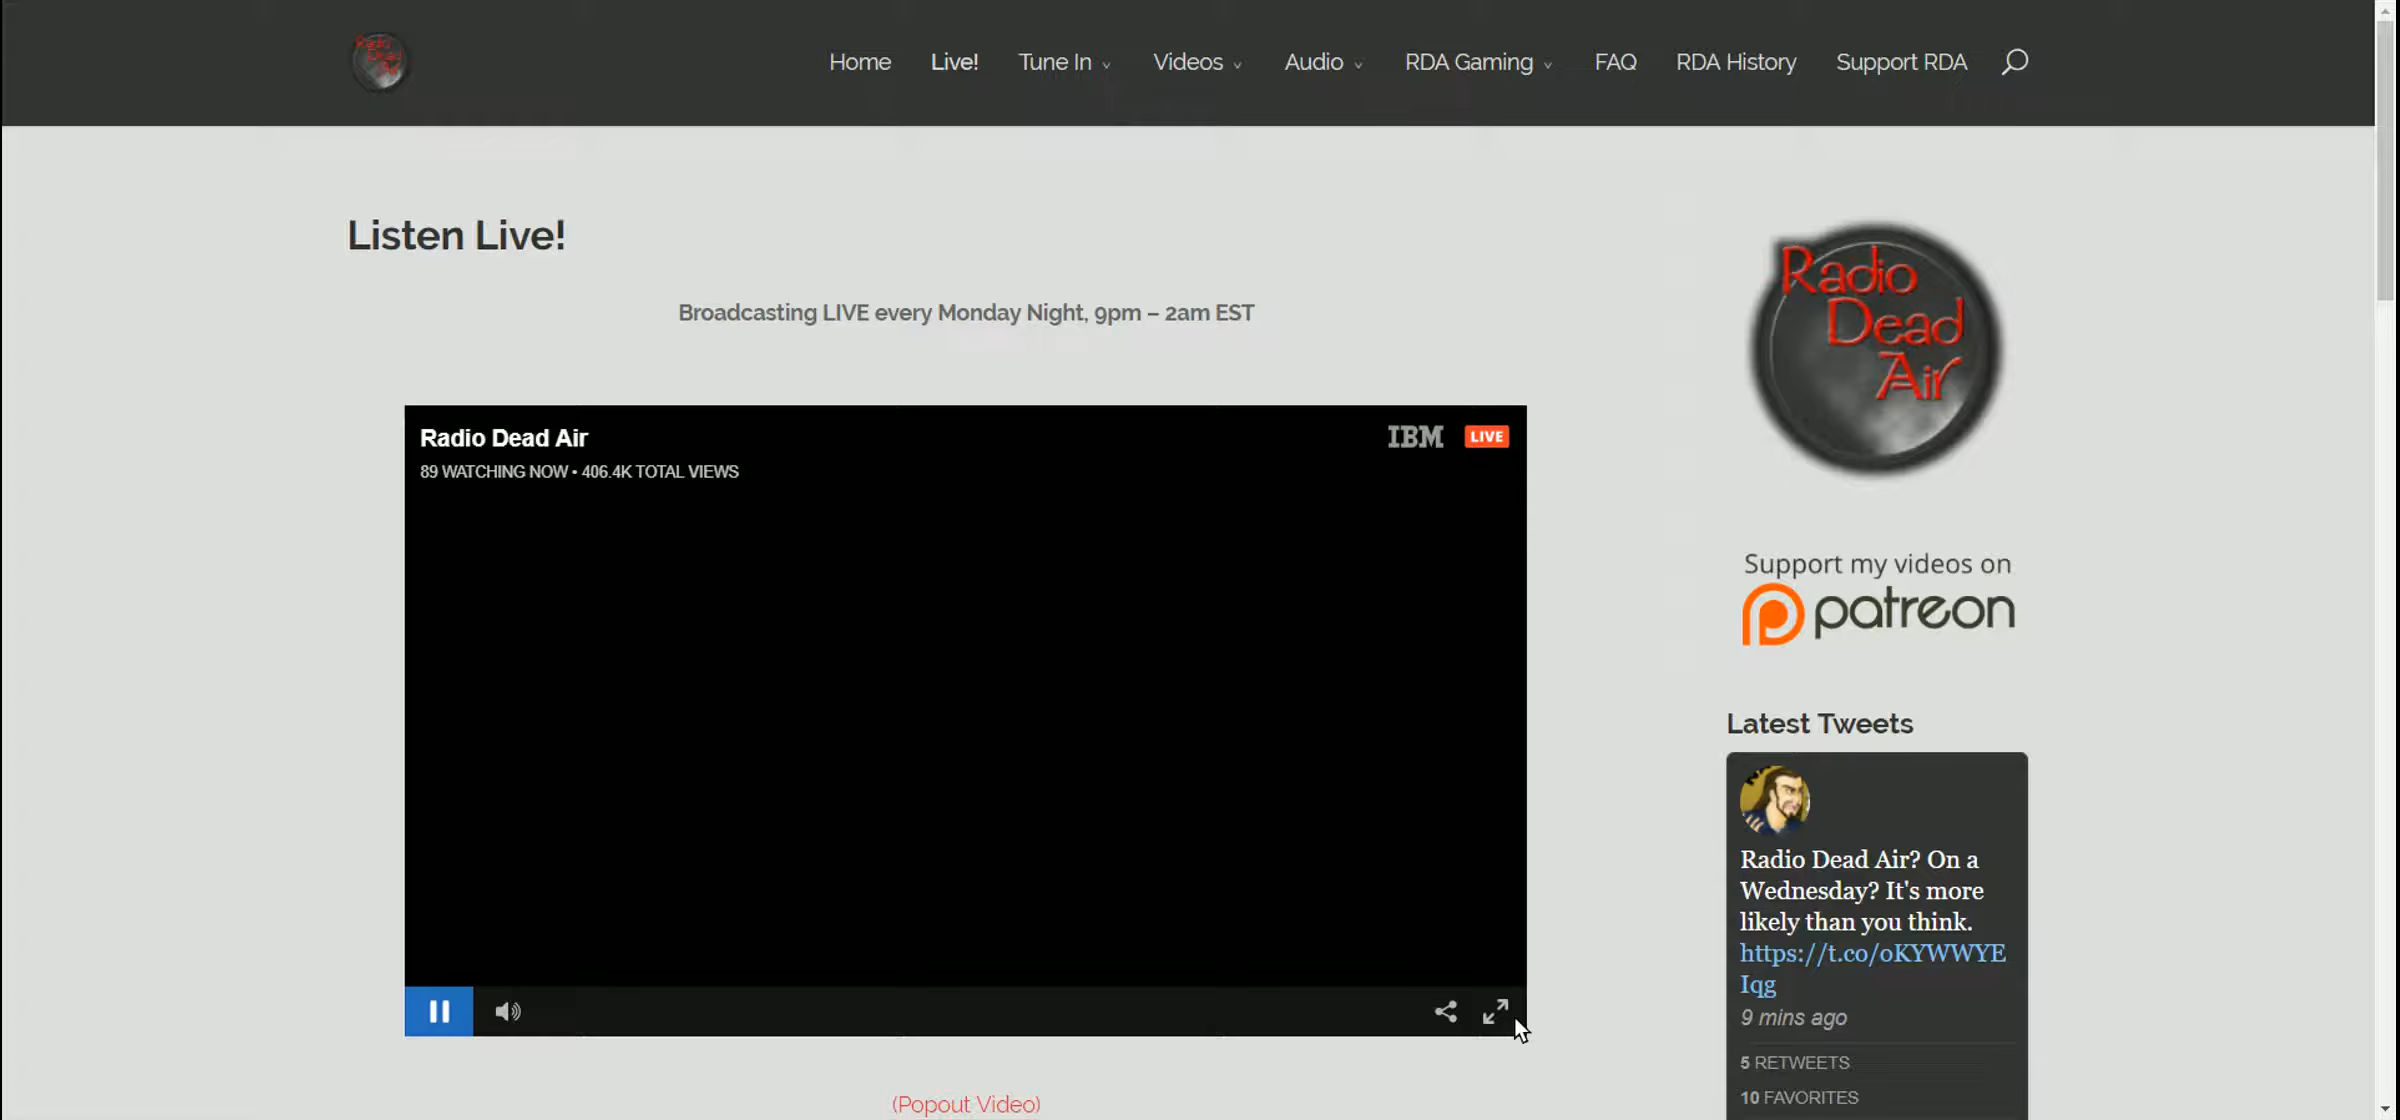 Radio
Dead
Air
Home
Live!
Tune In
Videos
Audio
RDA Gaming
FAQ
RDA History
Support RDA
Listen Live!
Broadcasting LIVE every Monday Night, 9pm – 2am EST
Radio Dead Air
89 WATCHING NOW • 406.4K TOTAL VIEWS
IBM
LIVE
(Popout Video)
Radio
Dead
Air
Support my videos on
patreon
Latest Tweets
Radio Dead Air? On a
Wednesday? It's more
likely than you think.
https://t.co/oKYWWYE
Iqg
9 mins ago
5 RETWEETS
10 FAVORITES